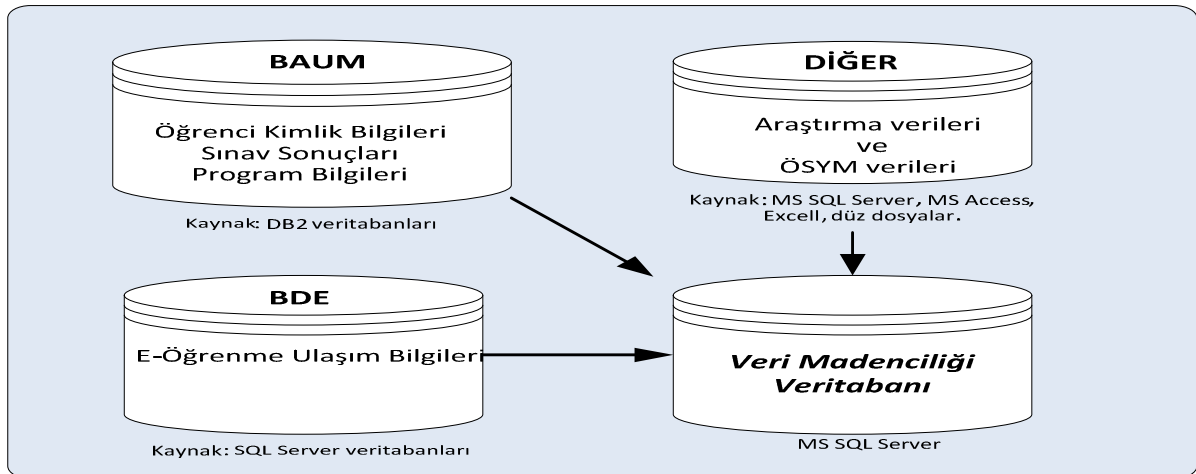 BAUM
Öğrenci Kimlik Bilgileri
Sınav Sonuçları
Program Bilgileri
Kaynak: DB2 veritabanları
DİĞER
Araştırma verileri
ve
ÖSYM verileri
Kaynak: MS SQL Server, MS Access,
Excell, düz dosyalar.
BDE
E-Öğrenme Ulaşım Bilgileri
Kaynak: SQL Server veritabanları
Veri Madenciliği
Veritabanı
MS SQL Server